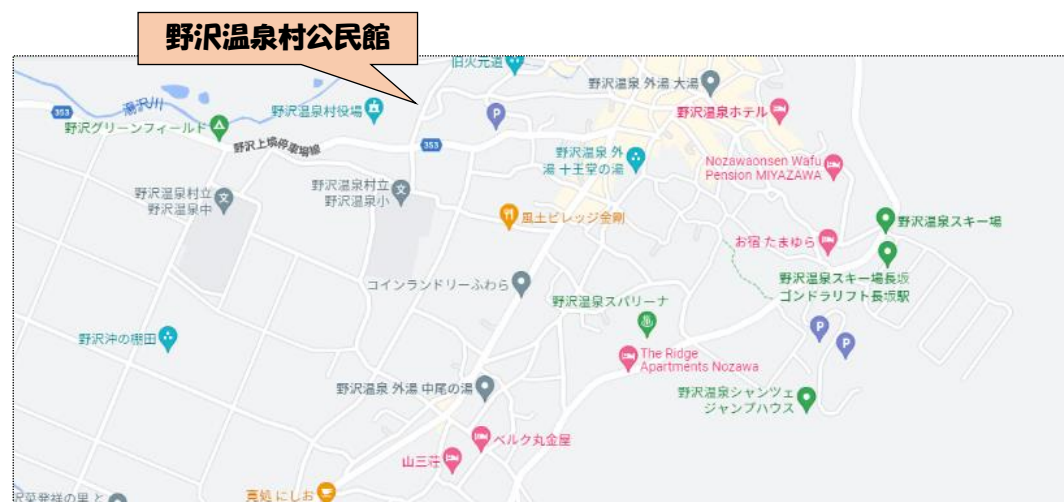 野沢温泉村公民館
旧火元道
野沢温泉 外湯 大湯
353
湯沢川
野沢温泉村役場
P
野沢温泉ホテル
野沢グリーンフィールド
野沢上境停車場線
353
野沢温泉 外
湯 十王堂の湯
Nozawaonsen Wafu
Pension MIYAZAWA
野沢温泉村立
野沢温泉中
文
野沢温泉村立
野沢温泉小
文
風土ビレッジ金剛
野沢温泉スキー場
お宿 たまゆら
コインランドリーふわら
野沢温泉スキー場長坂
ゴンドラリフト長坂駅
野沢温泉スパリーナ
野沢沖の棚田
P
P
The Ridge
Apartments Nozawa
野沢温泉 外湯 中尾の湯
野沢温泉シャンツェ
ジャンプハウス
ベルク丸金屋
山三荘
処 にしお
沢菜発祥の里 と